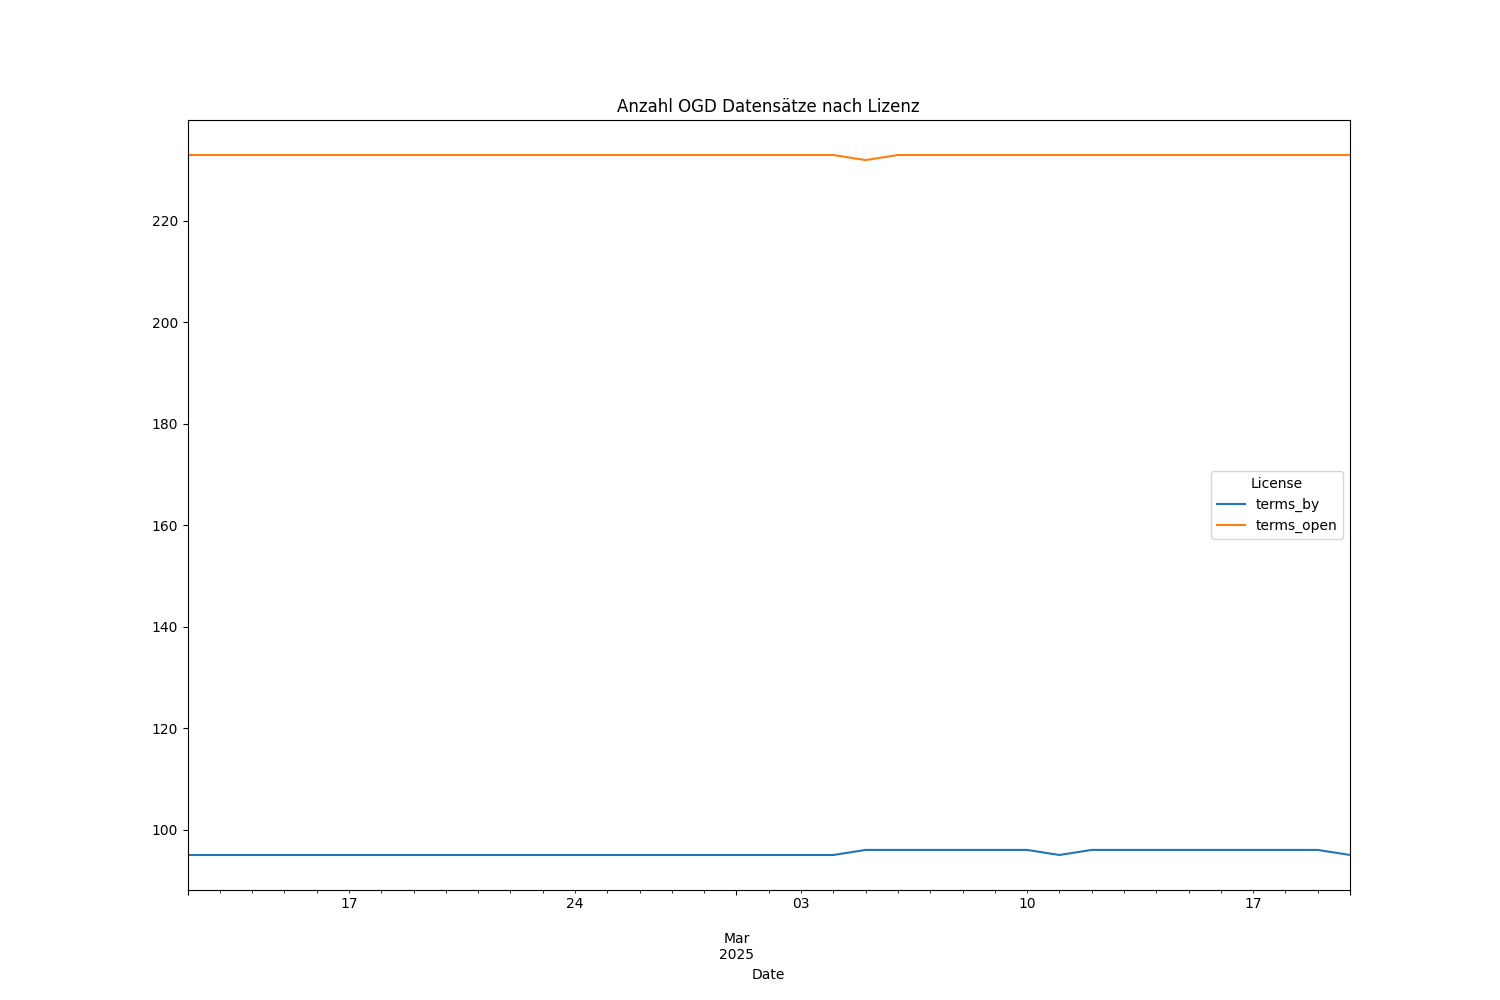 Anzahl OGD Datensätze nach Lizenz
220
200
180
160
140
120
100
License
terms_by
terms_open
17
24
03
10
17
Mar
2025
Date